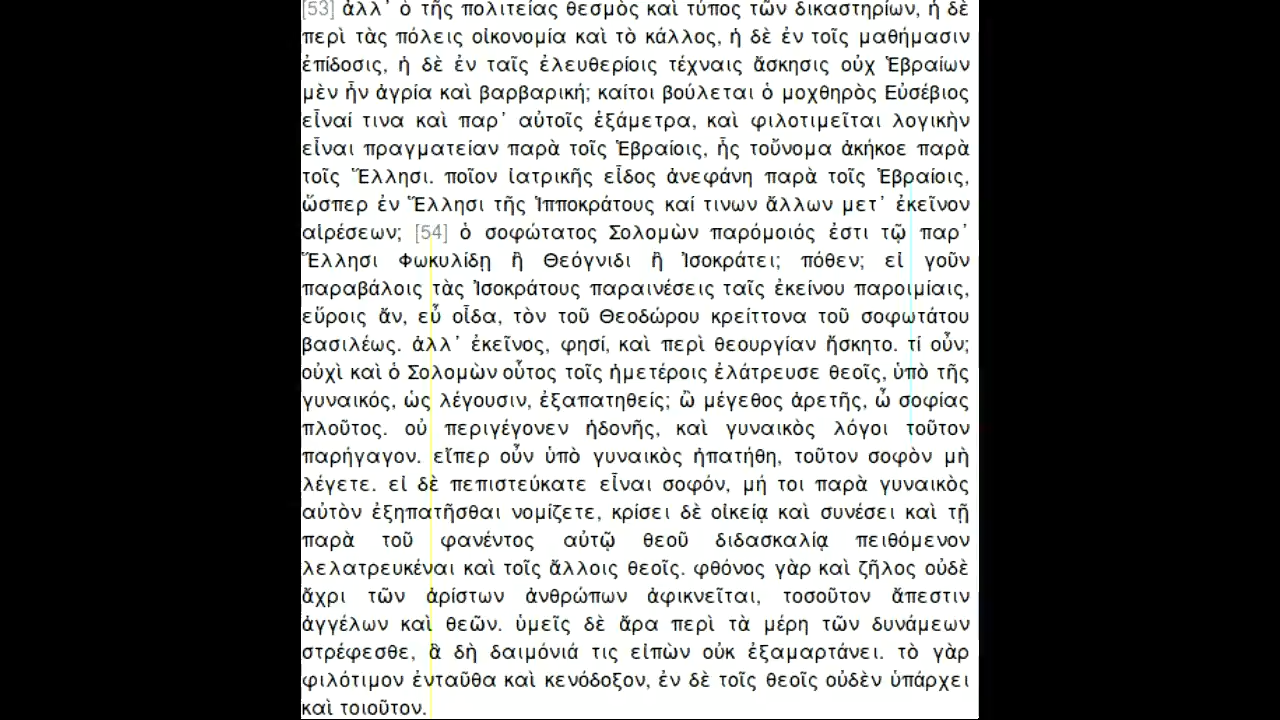 [53] ἀλλ᾽ ὁ τῆς πολιτείας θεσμὸς καὶ τύπος τῶν δικαστηρίων, ἡ δὲ
περὶ τὰς πόλεις οἰκονομία καὶ τὸ κάλλος, ἡ δὲ ἐν τοῖς μαθήμασιν
ἐπίδοσις, ἡ δὲ ἐν ταῖς ἐλευθερίοις τέχναις ἄσκησις οὐχ Ἑβραίων
μὲν ἦν ἀγρία καὶ βαρβαρική; καίτοι βούλεται ὁ μοχθηρὸς Εὐσέβιος
εἶναί τινα καὶ παρ᾽ αὐτοῖς ἑξάμετρα, καὶ φιλοτιμεῖται λογικὴν
εἶναι πραγματείαν παρὰ τοῖς Ἑβραίοις, ἧς τοὔνομα ἀκήκοε παρὰ
τοῖς Ἕλλησι. ποῖον ἰατρικῆς εἶδος ἀνεφάνη παρὰ τοῖς Ἑβραίοις,
ὥσπερ ἐν Ἕλλησι τῆς Ἱπποκράτους καί τινων ἄλλων μετ᾽ ἐκεῖνον
αἱρέσεων; [54] ὁ σοφώτατος Σολομὼν παρόμοιός ἐστι τῷ παρ᾽
Ἕλλησι Φωκυλίδῃ ἢ Θεόγνιδι ἢ Ἰσοκράτει; πόθεν; εἰ γοῦν
παραβάλοις τὰς Ἰσοκράτους παραινέσεις ταῖς ἐκείνου παροιμίαις,
εὕροις ἄν, εὖ οἶδα, τὸν τοῦ Θεοδώρου κρείττονα τοῦ σοφωτάτου
βασιλέως. ἀλλ᾽ ἐκεῖνος, φησί, καὶ περὶ θεουργίαν ἤσκητο. τί οὖν;
οὐχὶ καὶ ὁ Σολομὼν οὗτος τοῖς ἡμετέροις ἐλάτρευσε θεοῖς, ὑπὸ τῆς
γυναικός, ὡς λέγουσιν, ἐξαπατηθείς; ὢ μέγεθος ἀρετῆς, ὦ σοφίας
πλοῦτος. οὐ περιγέγονεν ἡδονῆς, καὶ γυναικὸς λόγοι τοῦτον
παρήγαγον. εἴπερ οὖν ὑπὸ γυναικὸς ἠπατήθη, τοῦτον σοφὸν μὴ
λέγετε. εἰ δὲ πεπιστεύκατε εἶναι σοφόν, μή τοι παρὰ γυναικὸς
αὐτὸν ἐξηπατῆσθαι νομίζετε, κρίσει δὲ οἰκείᾳ καὶ συνέσει καὶ τῇ
παρὰ τοῦ φανέντος αὐτῷ θεοῦ διδασκαλίᾳ πειθόμενον
λελατρευκέναι καὶ τοῖς ἄλλοις θεοῖς. φθόνος γὰρ καὶ ζῆλος οὐδὲ
ἄχρι τῶν ἀρίστων ἀνθρώπων ἀφικνεῖται, τοσοῦτον ἄπεστιν
ἀγγέλων καὶ θεῶν. ὑμεῖς δὲ ἄρα περὶ τὰ μέρη τῶν δυνάμεων
στρέφεσθε, ἃ δὴ δαιμόνιά τις εἰπὼν οὐκ ἐξαμαρτάνει. τὸ γὰρ
φιλότιμον ἐνταῦθα καὶ κενόδοξον, ἐν δὲ τοῖς θεοῖς οὐδὲν ὑπάρχει
καὶ τοιοῦτον.